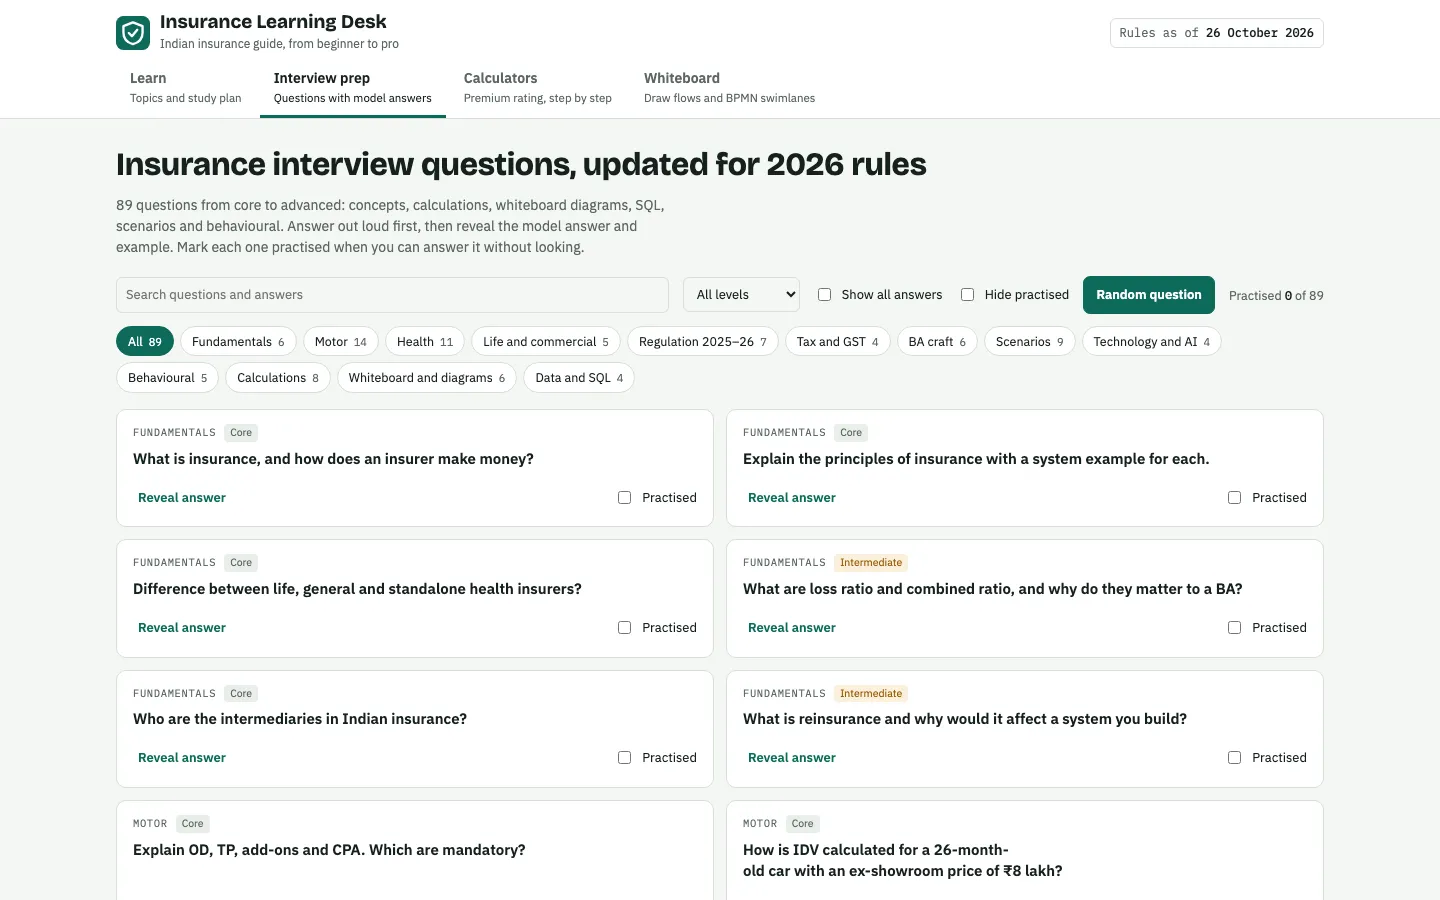 Insurance Learning Desk
Indian insurance guide, from beginner to pro
Rules as of 26 October 2026
Learn
Topics and study plan
Interview prep
Questions with model answers
Calculators
Premium rating, step by step
Whiteboard
Draw flows and BPMN swimlanes
Insurance interview questions, updated for 2026 rules
89 questions from core to advanced: concepts, calculations, whiteboard diagrams, SQL,
scenarios and behavioural. Answer out loud first, then reveal the model answer and
example. Mark each one practised when you can answer it without looking.
Search questions and answers
All levels
Show all answers
Hide practised
Random question
Practised 0 of 89
All 89
Fundamentals 6
Motor 14
Health 11
Life and commercial 5
Regulation 2025–26 7
Tax and GST 4
BA craft 6
Scenarios 9
Technology and AI 4
Behavioural 5
Calculations 8
Whiteboard and diagrams 6
Data and SQL 4
FUNDAMENTALS Core
What is insurance, and how does an insurer make money?
Reveal answer
Practised
FUNDAMENTALS Core
Explain the principles of insurance with a system example for each.
Reveal answer
Practised
FUNDAMENTALS Core
Difference between life, general and standalone health insurers?
Reveal answer
Practised
FUNDAMENTALS Intermediate
What are loss ratio and combined ratio, and why do they matter to a BA?
Reveal answer
Practised
FUNDAMENTALS Core
Who are the intermediaries in Indian insurance?
Reveal answer
Practised
FUNDAMENTALS Intermediate
What is reinsurance and why would it affect a system you build?
Reveal answer
Practised
MOTOR Core
Explain OD, TP, add-ons and CPA. Which are mandatory?
MOTOR Core
How is IDV calculated for a 26-month-
old car with an ex-showroom price of ₹8 lakh?